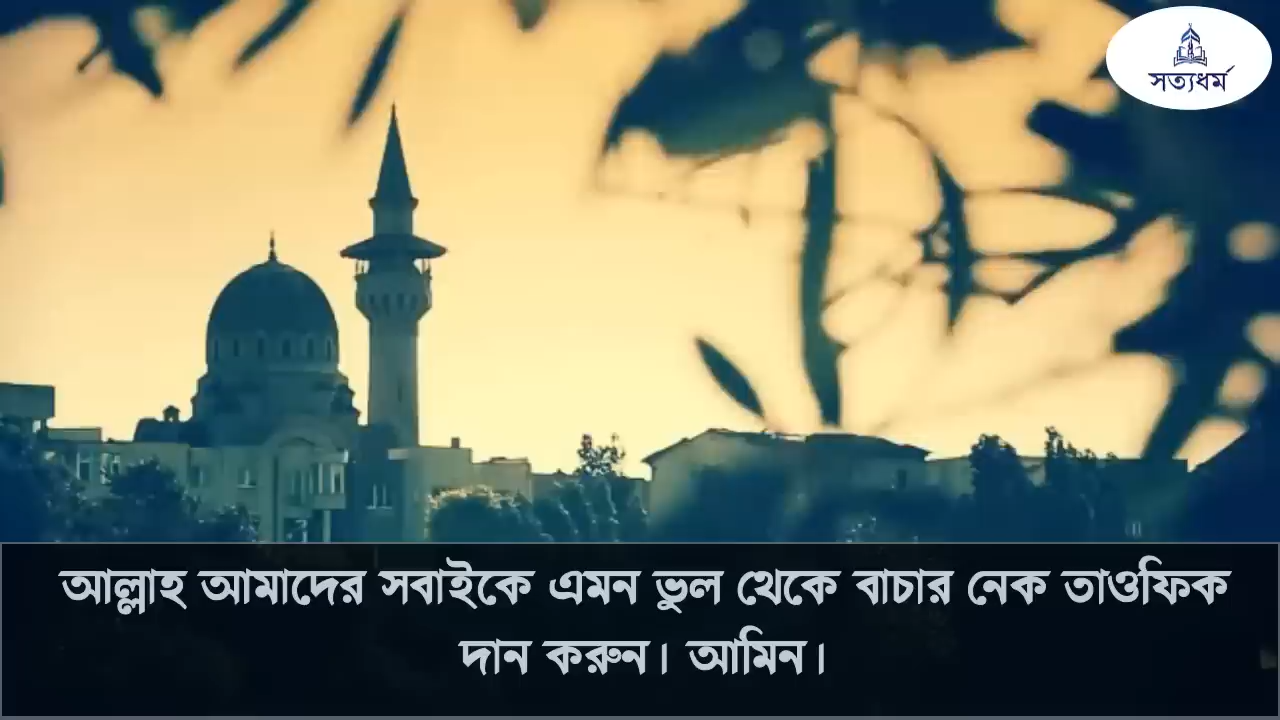 সত্যধর্ম
আল্লাহ আমাদের সবাইকে এমন ভুল থেকে বাচার নেক তাওফিক
দান করুন। আমিন।